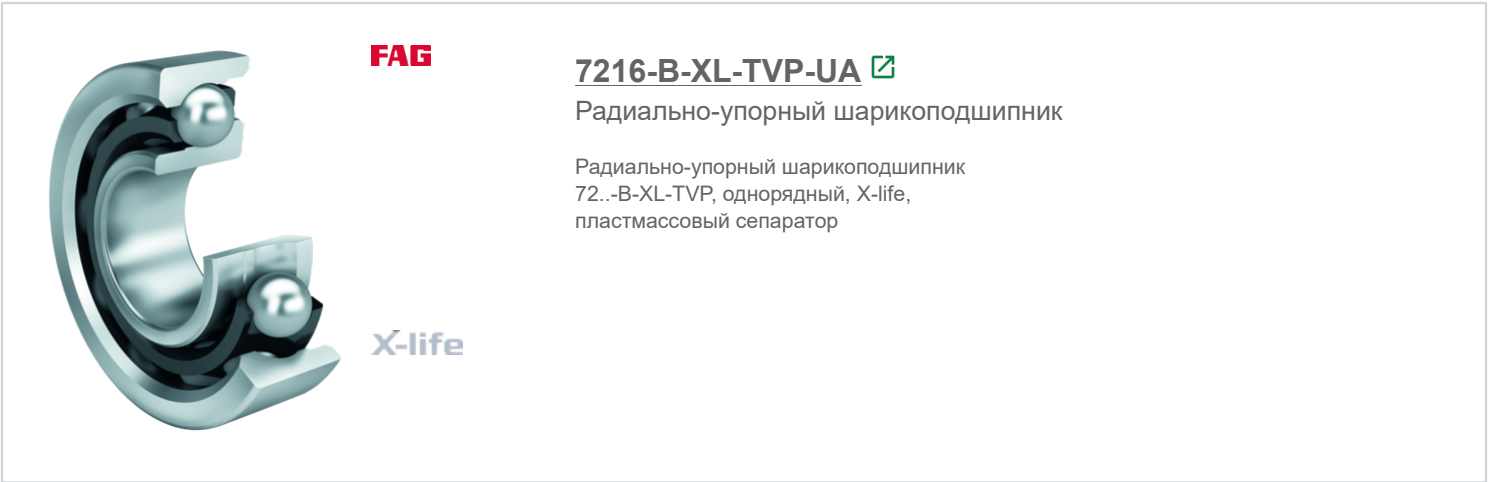 FAG
7216-B-XL-TVP-UA
Радиально-упорный шарикоподшипник
Радиально-упорный шарикоподшипник
72..-B-XL-TVP, однорядный, X-life,
пластмассовый сепаратор
X-life